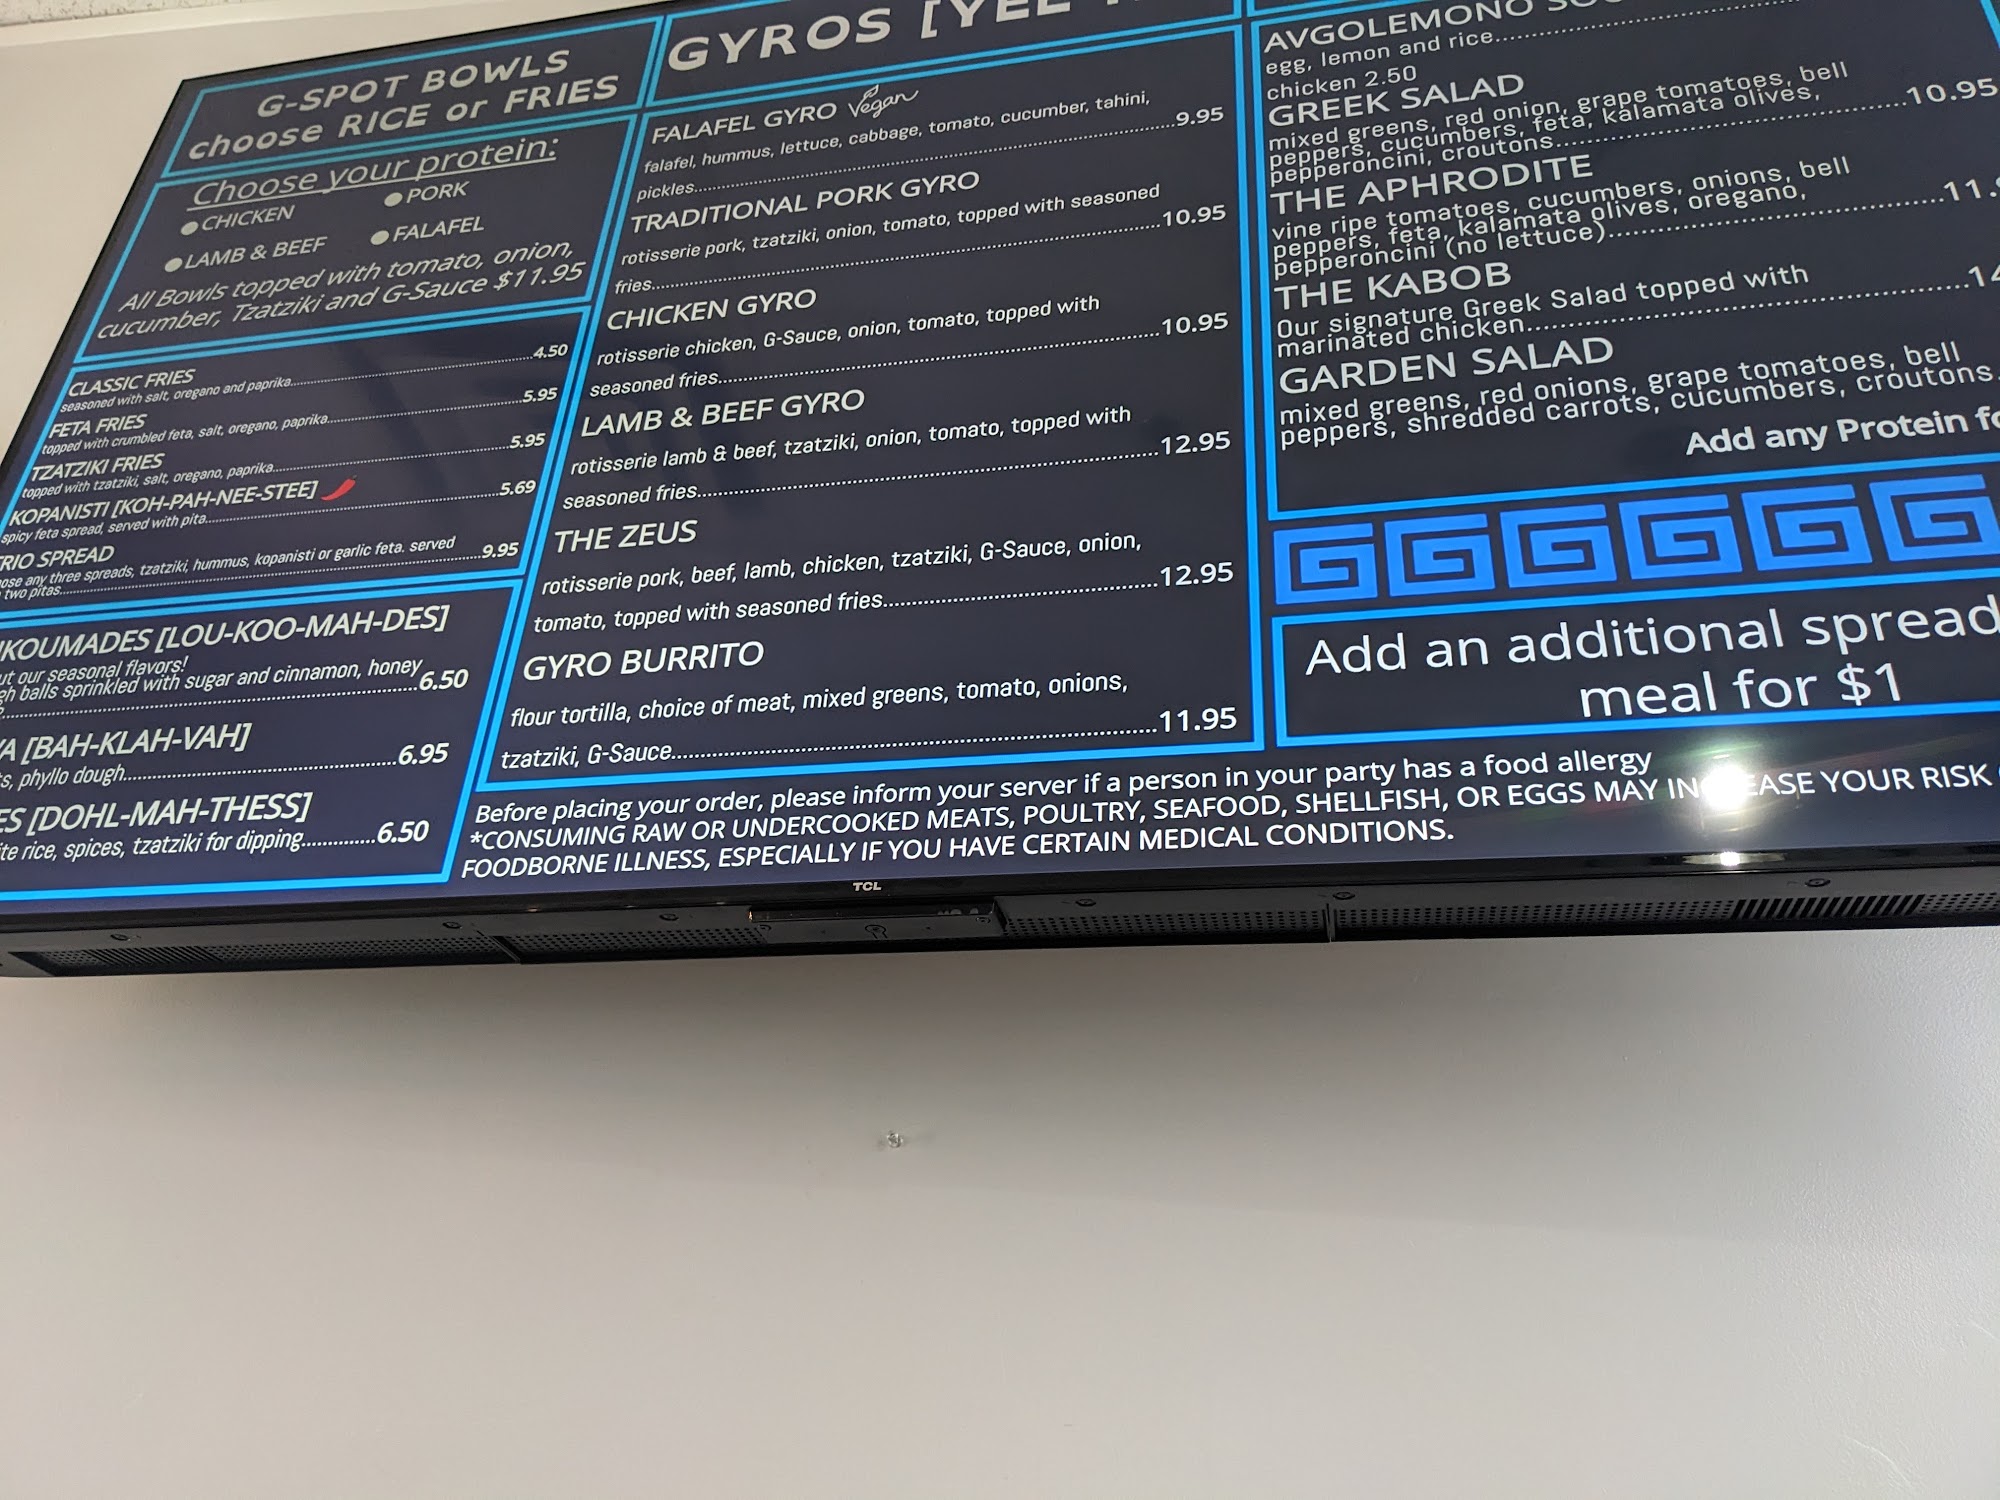 G-SPOT BOWLS
choose RICE or FRIES
Choose your protein:
CHICKEN
PORK
LAMB & BEEF
FALAFEL
All Bowls topped with tomato, onion,
cucumber, Tzatziki and G-Sauce $11.95
CLASSIC FRIES
seasoned with salt, oregano and paprika....4.50
FETA FRIES
topped with crumbled feta, salt, oregano, paprika....5.95
TZATZIKI FRIES
topped with tzatziki, salt, oregano, paprika....5.95
KOPANISTI [KOH-PAH-NEE-STEE]
spicy feta spread, served with pita....5.69
SPREAD
any three spreads, tzatziki, hummus, kopanisti or garlic feta. served
two pitas....9.95
[LOU-KOO-MAH-DES]
our seasonal flavors!
balls sprinkled with sugar and cinnamon, honey
....6.50
[BAH-KLAH-VAH]
phyllo dough....6.95
[DOHL-MAH-THESS]
rice, spices, tzatziki for dipping....6.50
GYROS
FALAFEL GYRO Vegan
falafel, hummus, lettuce, cabbage, tomato, cucumber, tahini,
pickles....9.95
TRADITIONAL PORK GYRO
rotisserie pork, tzatziki, onion, tomato, topped with seasoned
fries....10.95
CHICKEN GYRO
rotisserie chicken, G-Sauce, onion, tomato, topped with
seasoned fries....10.95
LAMB & BEEF GYRO
rotisserie lamb & beef, tzatziki, onion, tomato, topped with
seasoned fries....12.95
THE ZEUS
rotisserie pork, beef, lamb, chicken, tzatziki, G-Sauce, onion,
tomato, topped with seasoned fries....12.95
GYRO BURRITO
flour tortilla, choice of meat, mixed greens, tomato, onions,
tzatziki, G-Sauce....11.95
AVGOLEMONO
egg, lemon and rice....
chicken 2.50
GREEK SALAD
mixed greens, red onion, grape tomatoes, bell
peppers, cucumbers, feta, kalamata olives,
pepperoncini, croutons....10.95
THE APHRODITE
vine ripe tomatoes, cucumbers, onions, bell
peppers, feta, kalamata olives, oregano,
pepperoncini (no lettuce)....
THE KABOB
Our signature Greek Salad topped with
marinated chicken....
GARDEN SALAD
mixed greens, red onions, grape tomatoes, bell
peppers, shredded carrots, cucumbers, croutons
Add any Protein
Add an additional spread
meal for $1
Before placing your order, please inform your server if a person in your party has a food allergy
*CONSUMING RAW OR UNDERCOOKED MEATS, POULTRY, SEAFOOD, SHELLFISH, OR EGGS MAY INCREASE YOUR RISK
FOODBORNE ILLNESS, ESPECIALLY IF YOU HAVE CERTAIN MEDICAL CONDITIONS.
TCL